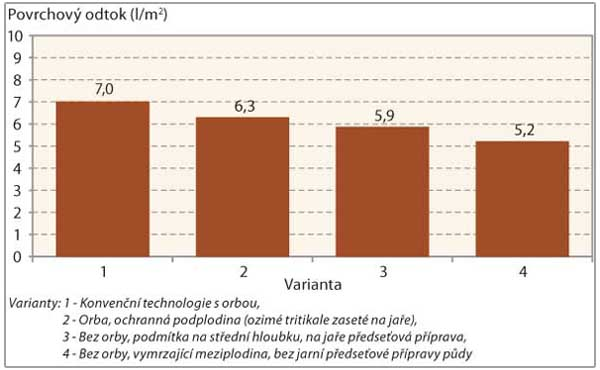 Povrchový odtok (l/m²)
10
9
8
7
6
5
4
3
2
1
0
7,0
6,3
5,9
5,2
1 2 3 4
Varianta
Varianty: 1 - Konvenční technologie s orbou,
2 - Orba, ochranná podplodina (ozimé tritikale zaseté na jaře),
3 - Bez orby, podmítka na střední hloubku, na jaře předseťová příprava,
4 - Bez orby, vymrzající meziplodina, bez jarní předseťové přípravy půdy